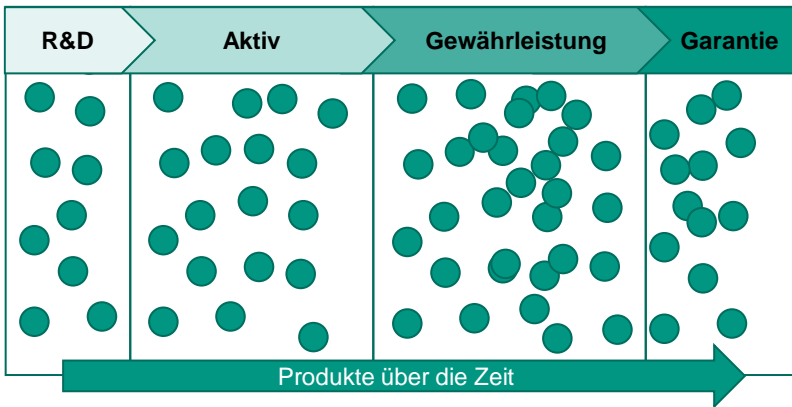 R&D
Aktiv
Gewährleistung
Garantie
Produkte über die Zeit